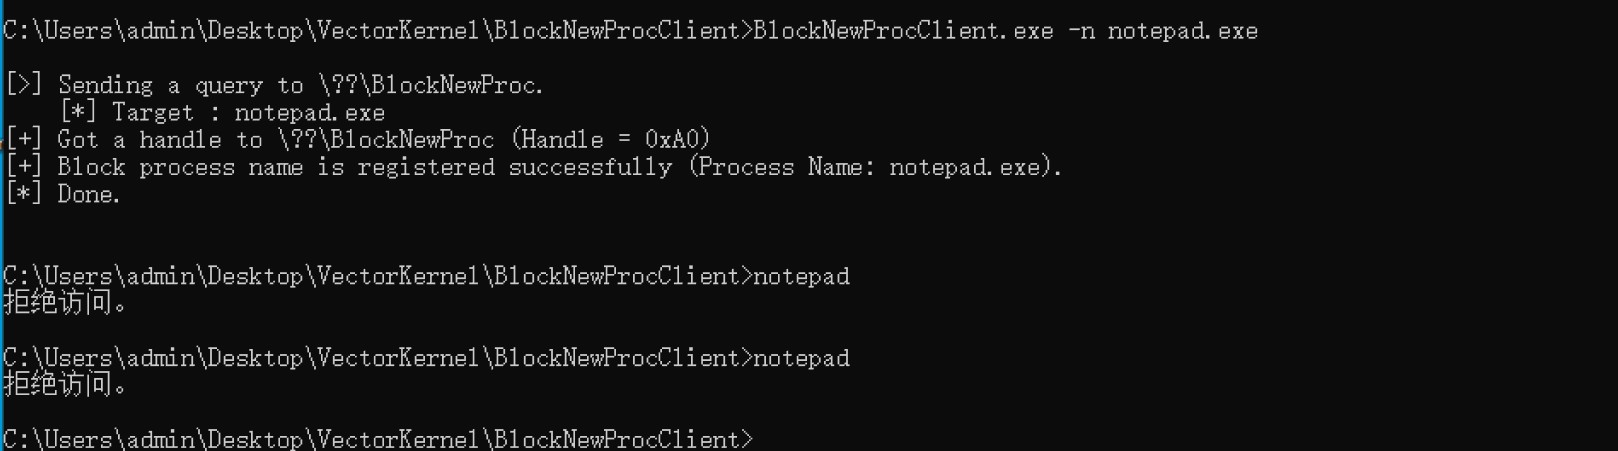 C:\Users\admin\Desktop\VectorKernel\BlockNewProcClient>BlockNewProcClient.exe -n notepad.exe
[>] Sending a query to \??\BlockNewProc.
[*] Target : notepad.exe
[+] Got a handle to \??\BlockNewProc (Handle = 0xA0)
[+] Block process name is registered successfully (Process Name: notepad.exe).
[*] Done.
C:\Users\admin\Desktop\VectorKernel\BlockNewProcClient>notepad
拒绝访问。
C:\Users\admin\Desktop\VectorKernel\BlockNewProcClient>notepad
拒绝访问。
C:\Users\admin\Desktop\VectorKernel\BlockNewProcClient>